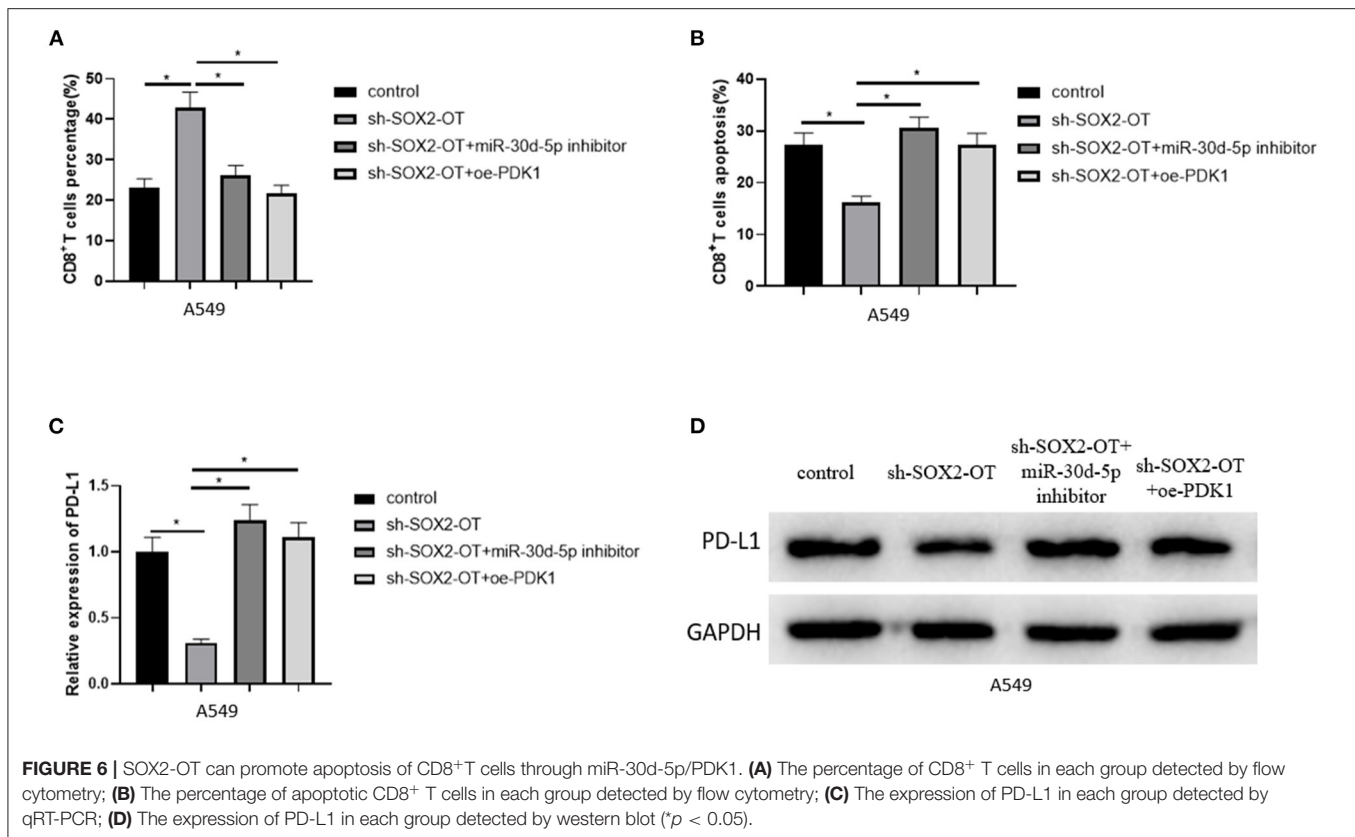 A
CD8+T cells percentage(%)
50
40
30
20
10
0
*
*
*
A549
control
sh-SOX2-OT
sh-SOX2-OT+miR-30d-5p inhibitor
sh-SOX2-OT+oe-PDK1
B
CD8+T cells apoptosis(%)
40
30
20
10
0
*
*
*
A549
control
sh-SOX2-OT
sh-SOX2-OT+miR-30d-5p inhibitor
sh-SOX2-OT+oe-PDK1
C
Relative expression of PD-L1
1.5
1.0
0.5
0.0
*
*
*
A549
control
sh-SOX2-OT
sh-SOX2-OT+miR-30d-5p inhibitor
sh-SOX2-OT+oe-PDK1
D
control
sh-SOX2-OT
sh-SOX2-OT+
miR-30d-5p
inhibitor
sh-SOX2-OT
+oe-PDK1
PD-L1
GAPDH
A549
FIGURE 6 | SOX2-OT can promote apoptosis of CD8+T cells through miR-30d-5p/PDK1. (A) The percentage of CD8+ T cells in each group detected by flow
cytometry; (B) The percentage of apoptotic CD8+ T cells in each group detected by flow cytometry; (C) The expression of PD-L1 in each group detected by
qRT-PCR; (D) The expression of PD-L1 in each group detected by western blot (*p < 0.05).